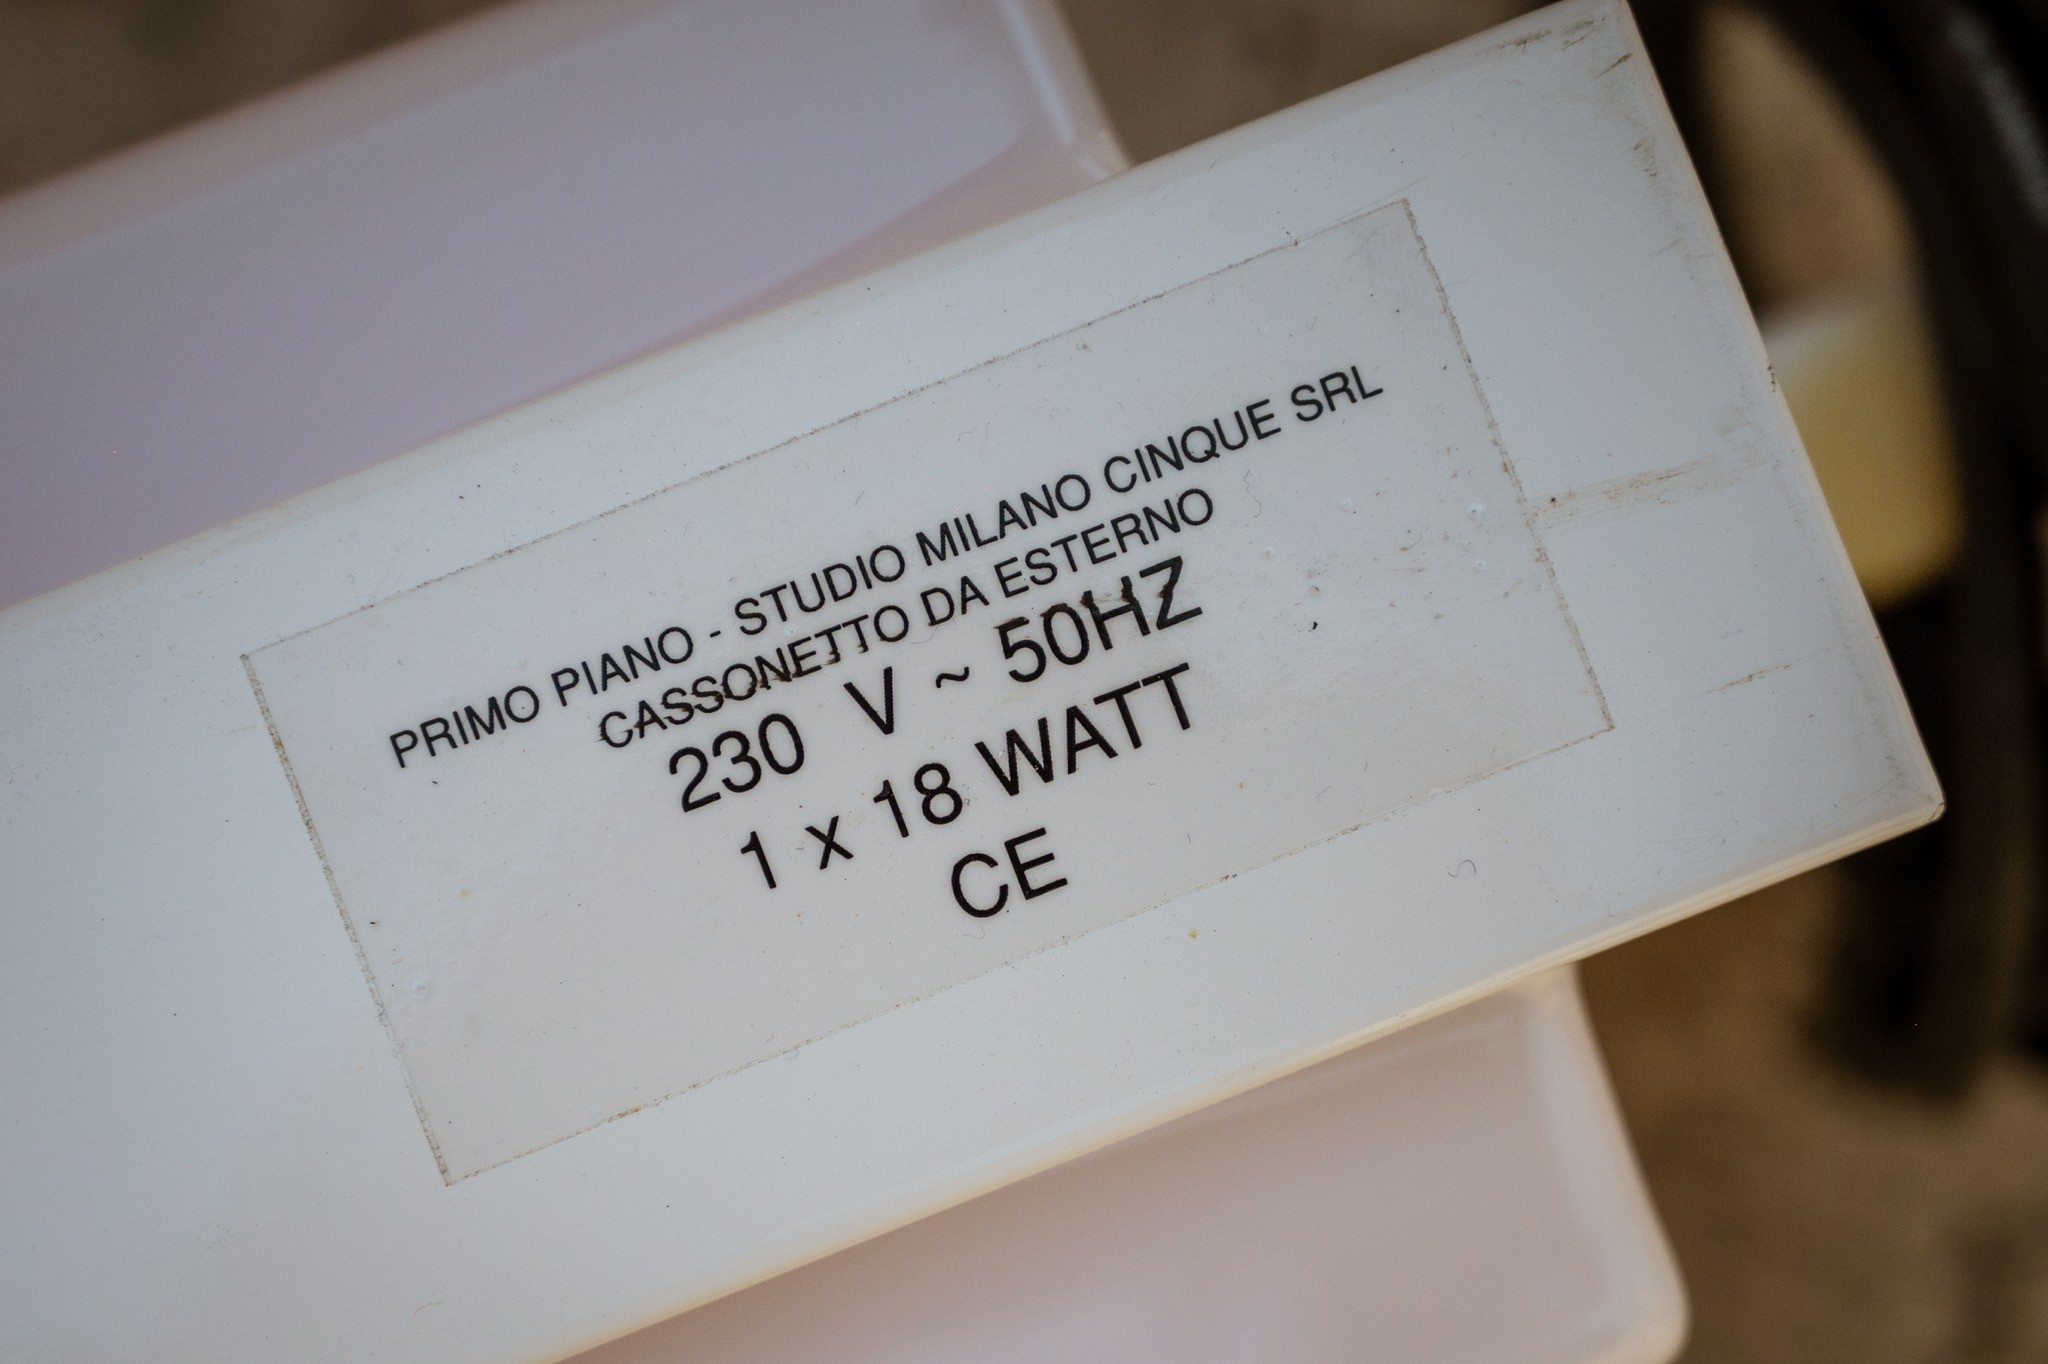 PRIMO PIANO - STUDIO MILANO CINQUE SRL
CASSONETTO DA ESTERNO
230 V ~ 50HZ
1 x 18 WATT
CE